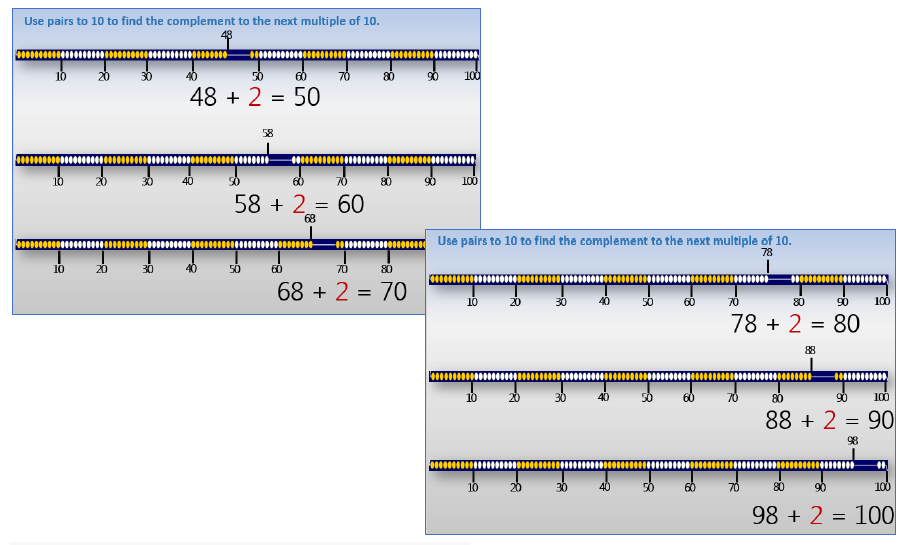 Use pairs to 10 to find the complement to the next multiple of 10.
48
10 20 30 40 50 60 70 80 90 100
48 + 2 = 50
58
10 20 30 40 50 60 70 80 90 100
58 + 2 = 60
68
10 20 30 40 50 60 70 80
68 + 2 = 70
Use pairs to 10 to find the complement to the next multiple of 10.
78
10 20 30 40 50 60 70 80 90 100
78 + 2 = 80
88
10 20 30 40 50 60 70 80 90 100
88 + 2 = 90
98
10 20 30 40 50 60 70 80 90 100
98 + 2 = 100